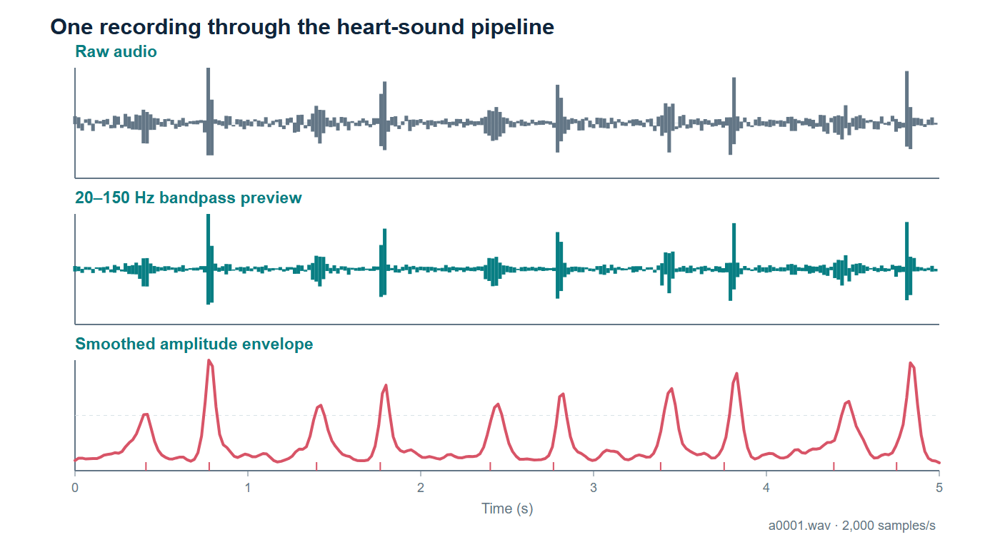 One recording through the heart-sound pipeline
Raw audio
20–150 Hz bandpass preview
Smoothed amplitude envelope
0 1 2 3 4 5
Time (s)
a0001.wav · 2,000 samples/s